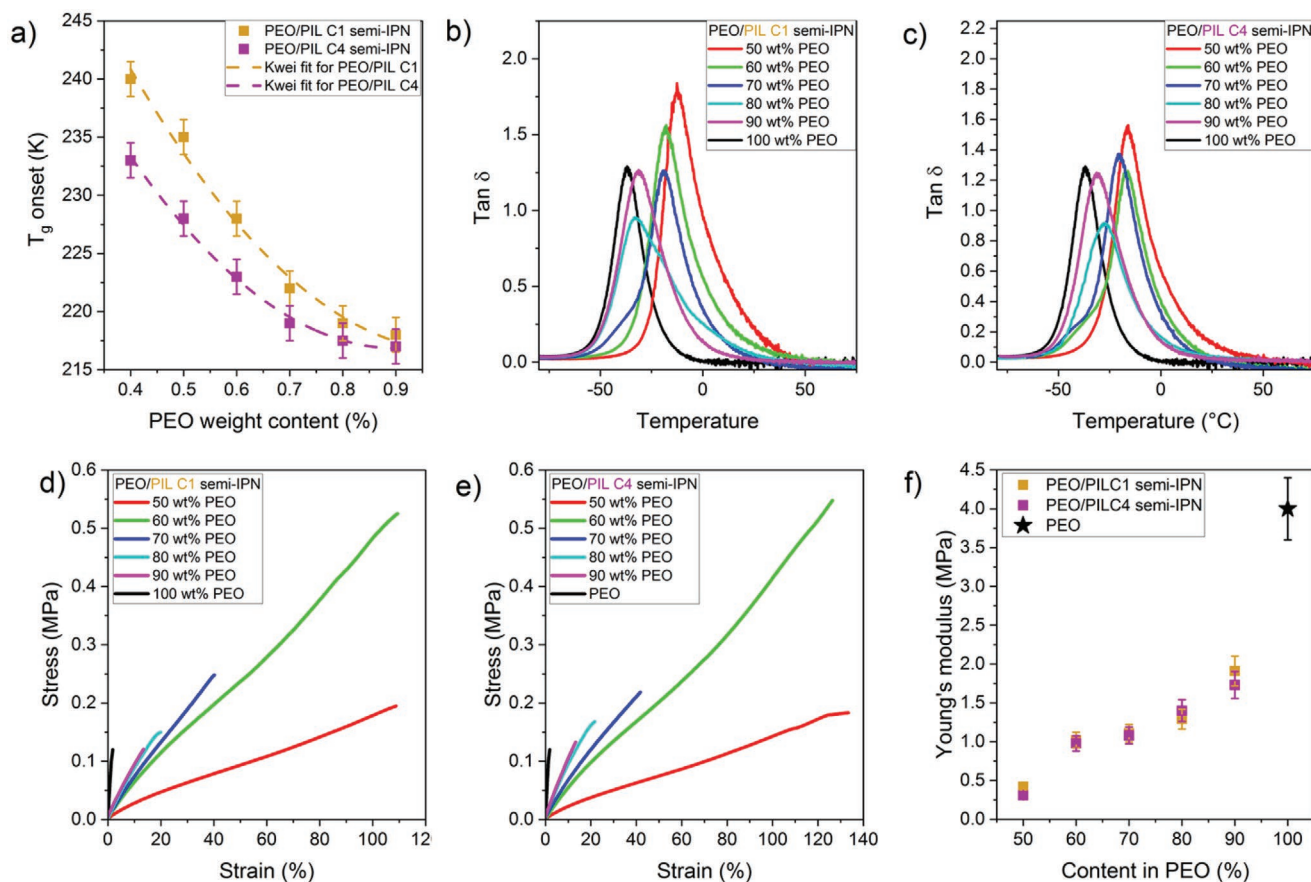 a)
PEO/PIL C1 semi-IPN
PEO/PIL C4 semi-IPN
Kwei fit for PEO/PIL C1
Kwei fit for PEO/PIL C4
245
240
235
230
225
220
215
0.4 0.5 0.6 0.7 0.8 0.9
Tg onset (K)
PEO weight content (%)
b)
PEO/PIL C1 semi-IPN
50 wt% PEO
60 wt% PEO
70 wt% PEO
80 wt% PEO
90 wt% PEO
100 wt% PEO
2.0
1.5
1.0
0.5
0.0
-50 0 50
Tan δ
Temperature
c)
PEO/PIL C4 semi-IPN
50 wt% PEO
60 wt% PEO
70 wt% PEO
80 wt% PEO
90 wt% PEO
100 wt% PEO
2.2
2.0
1.8
1.6
1.4
1.2
1.0
0.8
0.6
0.4
0.2
0.0
-50 0 50
Tan δ
Temperature (°C)
d)
PEO/PIL C1 semi-IPN
50 wt% PEO
60 wt% PEO
70 wt% PEO
80 wt% PEO
90 wt% PEO
100 wt% PEO
0.6
0.5
0.4
0.3
0.2
0.1
0.0
0 20 40 60 80 100 120
Stress (MPa)
Strain (%)
e)
PEO/PIL C4 semi-IPN
50 wt% PEO
60 wt% PEO
70 wt% PEO
80 wt% PEO
90 wt% PEO
PEO
0.6
0.5
0.4
0.3
0.2
0.1
0.0
0 20 40 60 80 100 120 140
Stress (MPa)
Strain (%)
f)
PEO/PILC1 semi-IPN
PEO/PILC4 semi-IPN
PEO
4.5
4.0
3.5
3.0
2.5
2.0
1.5
1.0
0.5
0.0
50 60 70 80 90 100
Young's modulus (MPa)
Content in PEO (%)